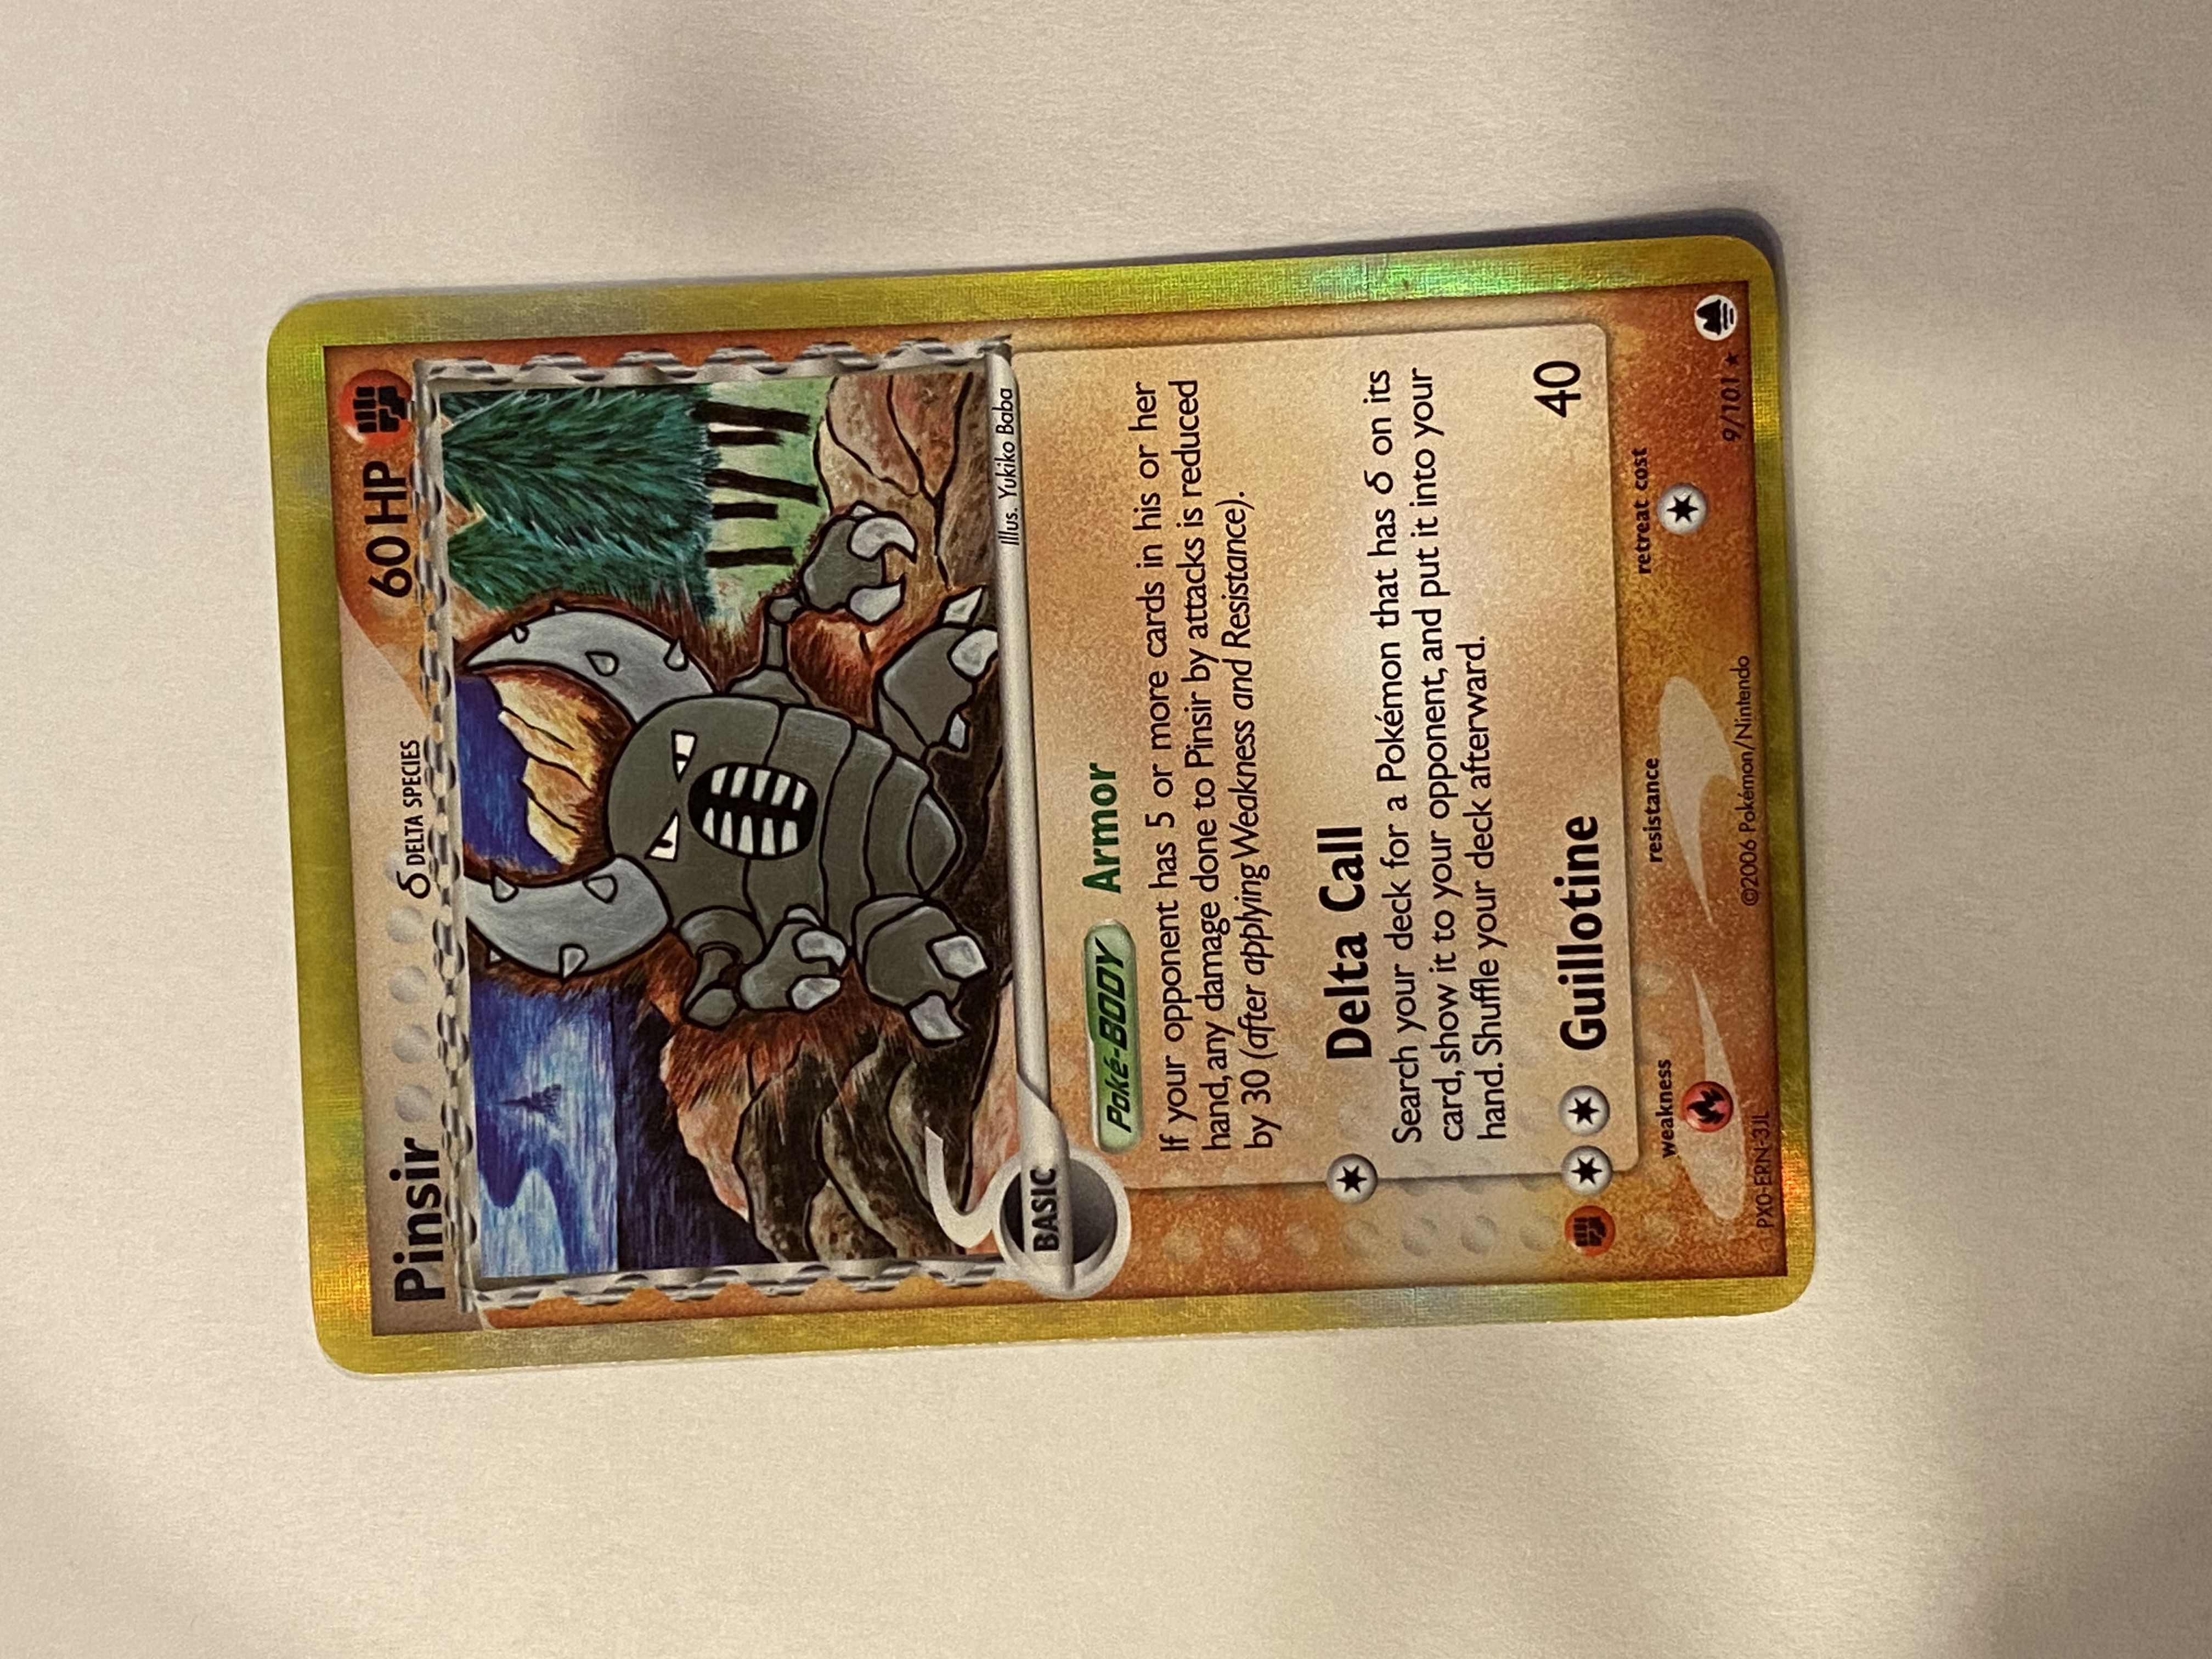 Pinsir δ DELTA SPECIES 60 HP
Illus. Yukiko Baba
BASIC
Poké-BODY Armor
If your opponent has 5 or more cards in his or her
hand, any damage done to Pinsir by attacks is reduced
by 30 (after applying Weakness and Resistance).
Delta Call
Search your deck for a Pokémon that has δ on its
card, show it to your opponent, and put it into your
hand. Shuffle your deck afterward.
Guillotine 40
weakness resistance retreat cost
PX0-ERN-3JL ©2006 Pokémon/Nintendo 9/101 ★